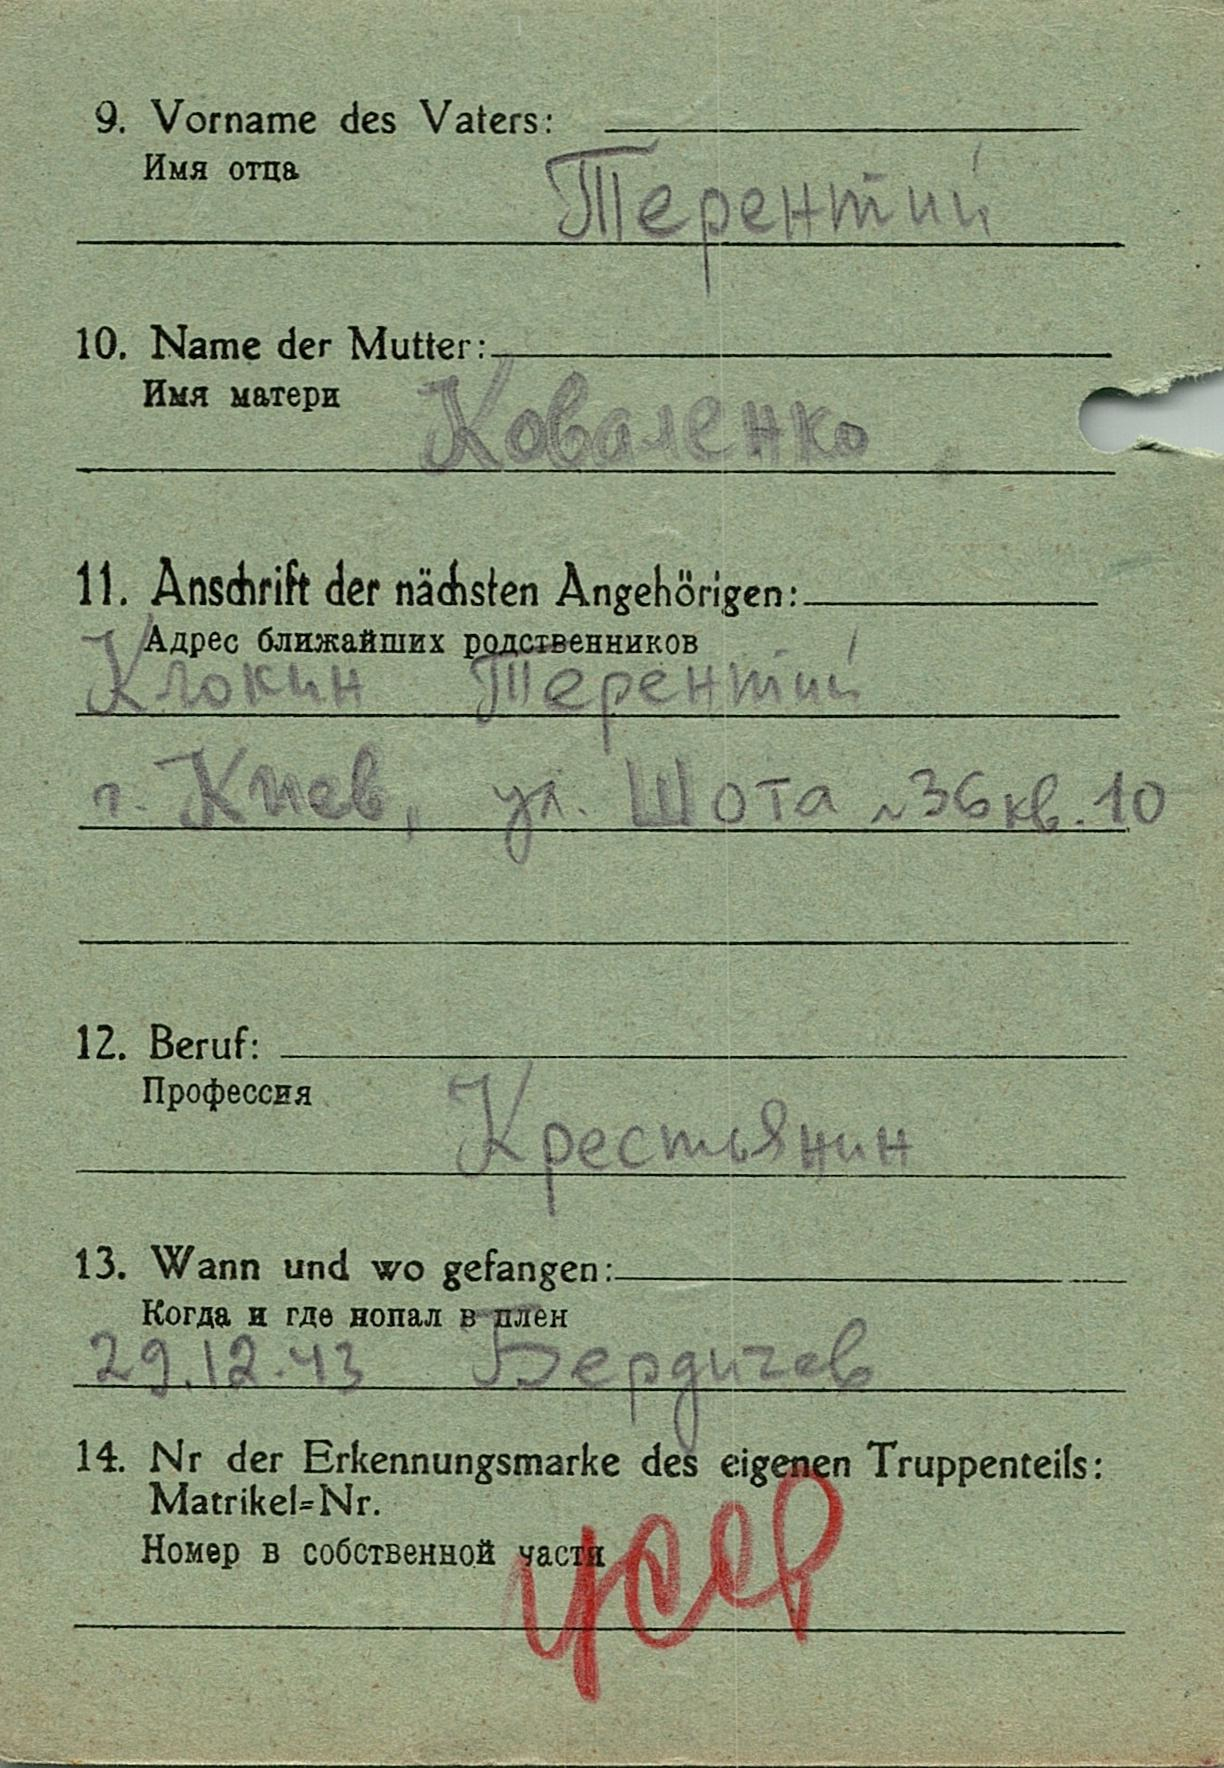 9. Vorname des Vaters:
Имя отца
Терентий
10. Name der Mutter:
Имя матери
Коваленко
11. Anschrift der nächsten Angehörigen:
Адрес ближайших родственников
Клокин Терентий
г. Киев, ул. Шота №36 кв. 10
12. Beruf:
Профессия
Крестьянин
13. Wann und wo gefangen:
Когда и где попал в плен
29.12.43 Бердичев
14. Nr der Erkennungsmarke des eigenen Truppenteils:
Matrikel=Nr.
Номер в собственной части